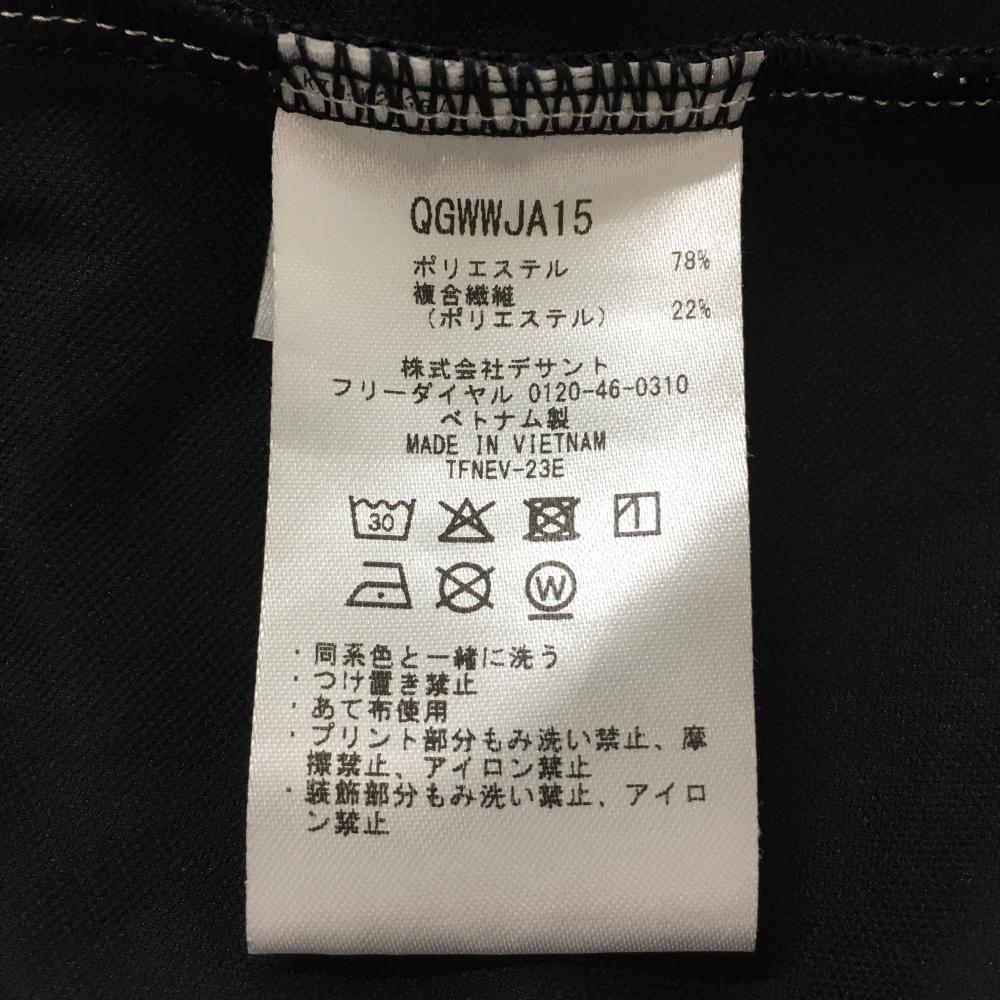 QGWWJA15
ポリエステル 78%
複合繊維
(ポリエステル) 22%
株式会社デサント
フリーダイヤル 0120-46-0310
ベトナム製
MADE IN VIETNAM
TFNEV-23E
30
W
・同系色と一緒に洗う
・つけ置き禁止
・あて布使用
・プリント部分もみ洗い禁止、摩
擦禁止、アイロン禁止
・装飾部分もみ洗い禁止、アイロ
ン禁止